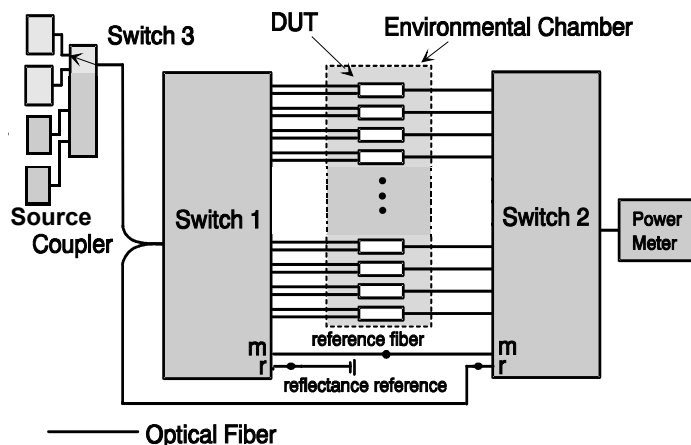 Switch 3
DUT
Environmental Chamber
Source
Coupler
Switch 1
Switch 2
Power
Meter
m
r
reference fiber
reflectance reference
m
r
Optical Fiber